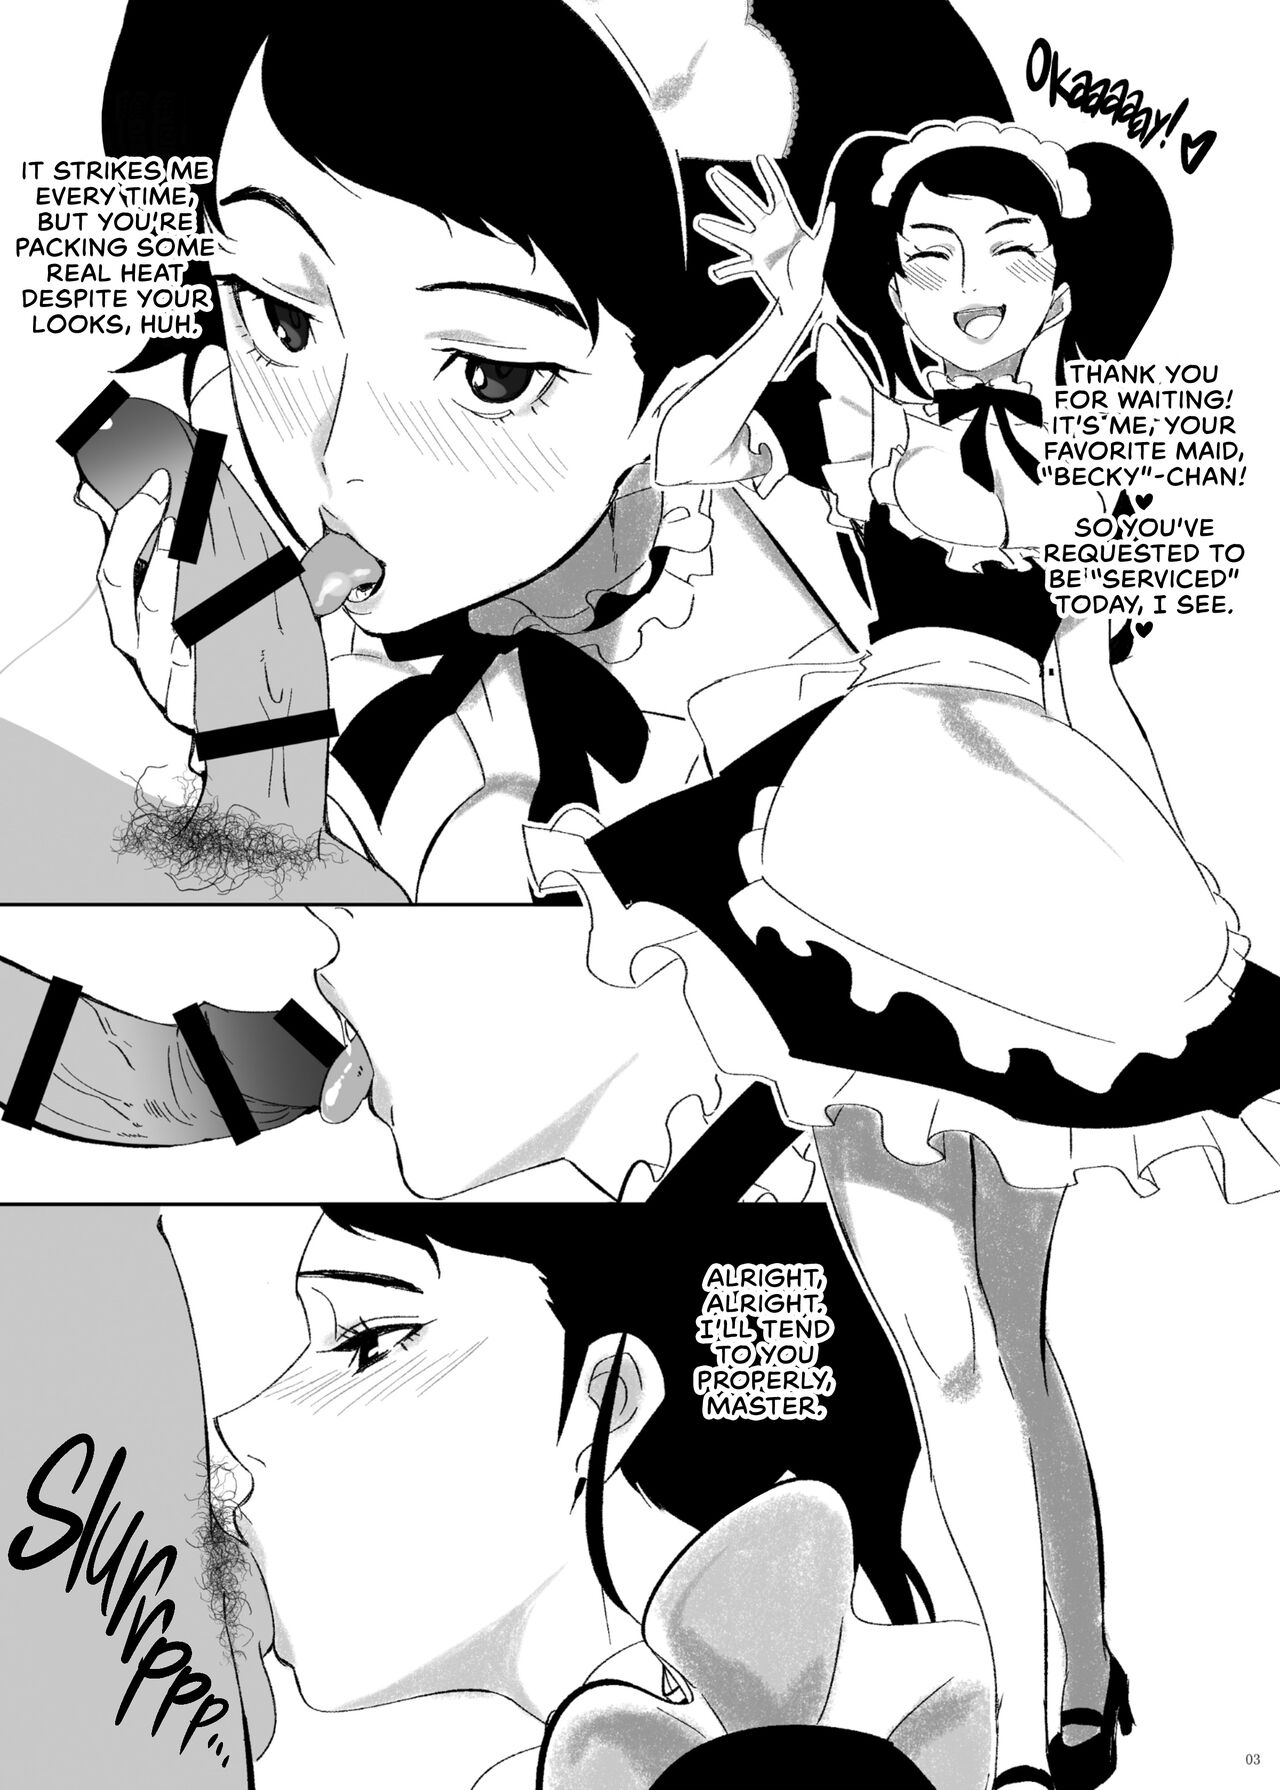 Okaaaaay! ♥
THANK YOU
FOR WAITING!
IT'S ME, YOUR
FAVORITE MAID,
"BECKY"-CHAN!
♥
SO YOU'VE
REQUESTED TO
BE "SERVICED"
TODAY, I SEE.
♥
IT STRIKES ME
EVERY TIME,
BUT YOU'RE
PACKING SOME
REAL HEAT
DESPITE YOUR
LOOKS, HUH.
ALRIGHT,
ALRIGHT.
I'LL TEND
TO YOU
PROPERLY,
MASTER.
Slurrppp...
03